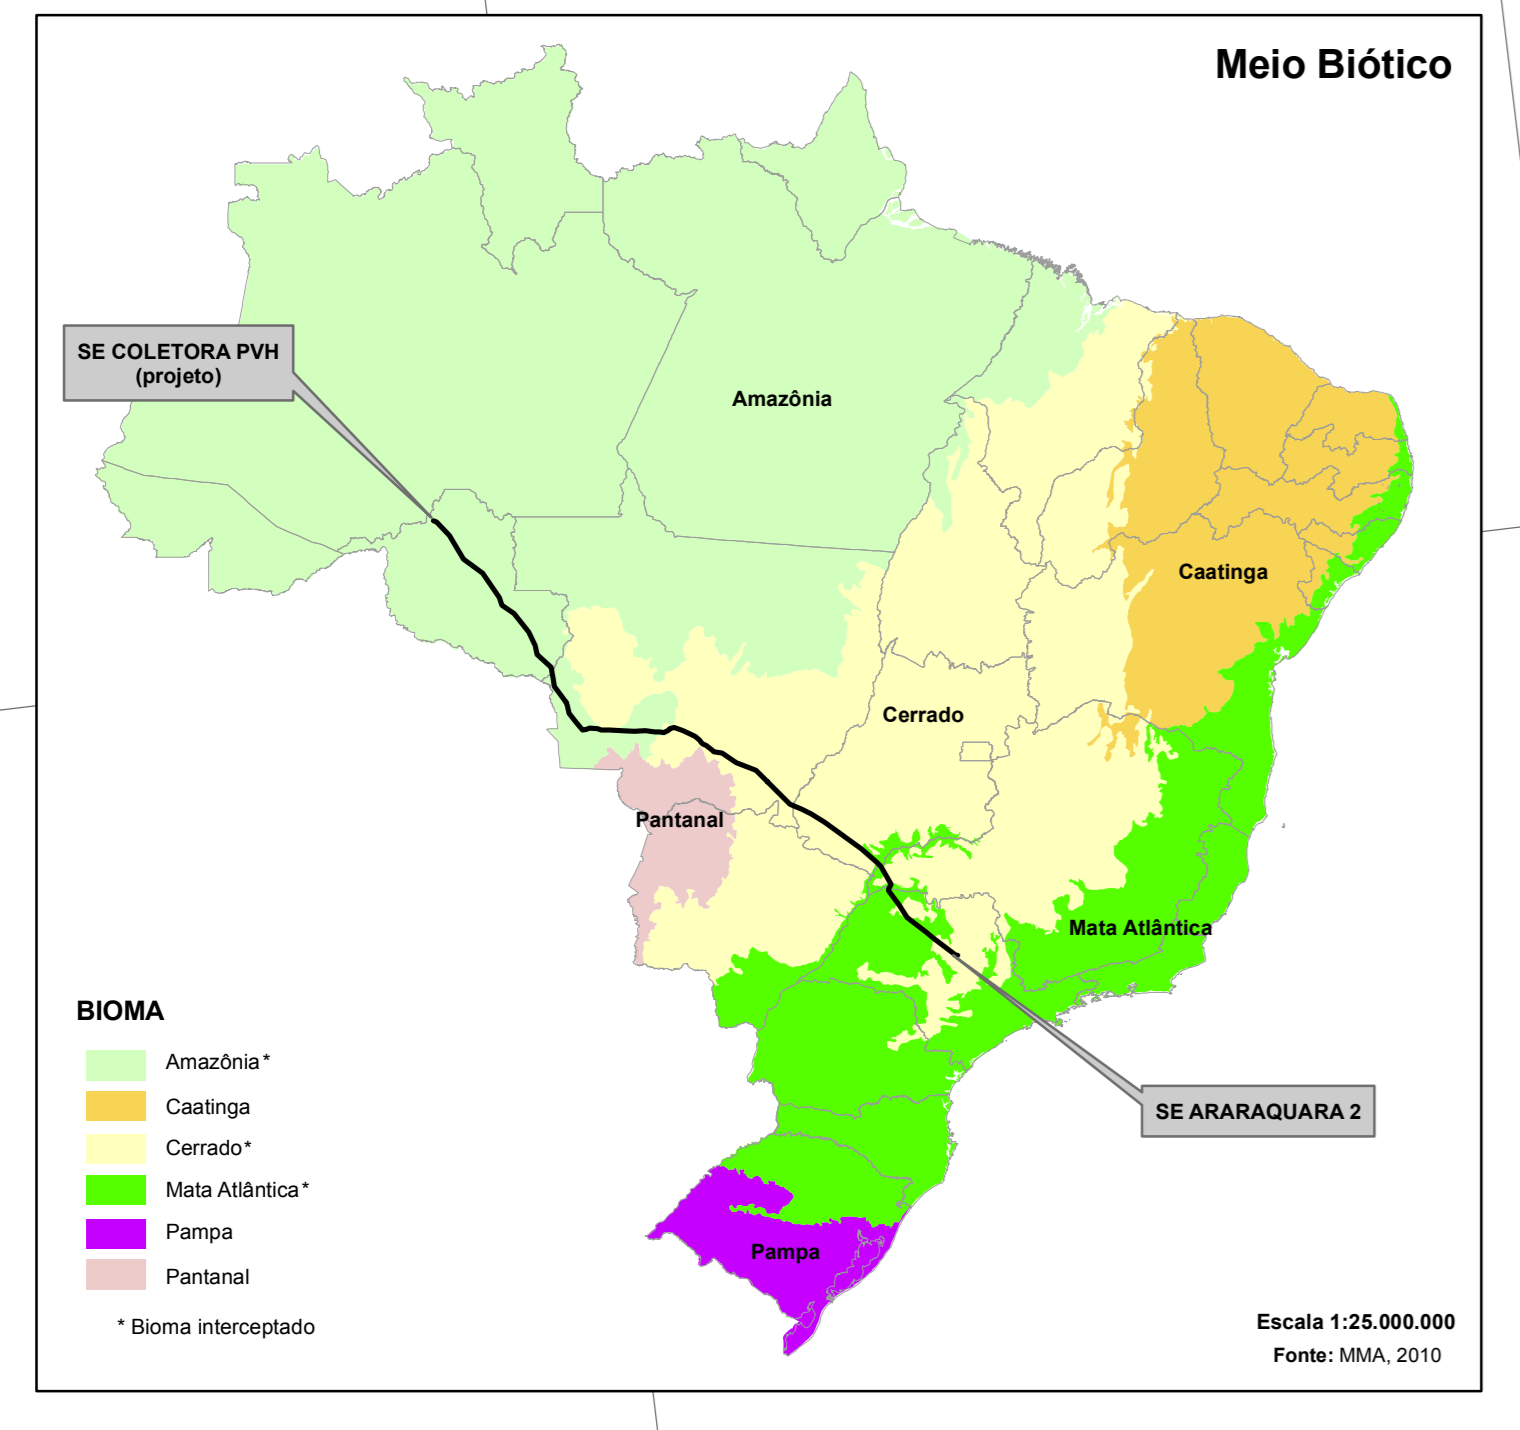 Meio Biótico
SE COLETORA PVH
(projeto)
Amazônia
Caatinga
Cerrado
Pantanal
Mata Atlântica
Pampa
SE ARARAQUARA 2
BIOMA
Amazônia*
Caatinga
Cerrado*
Mata Atlântica*
Pampa
Pantanal
* Bioma interceptado
Escala 1:25.000.000
Fonte: MMA, 2010